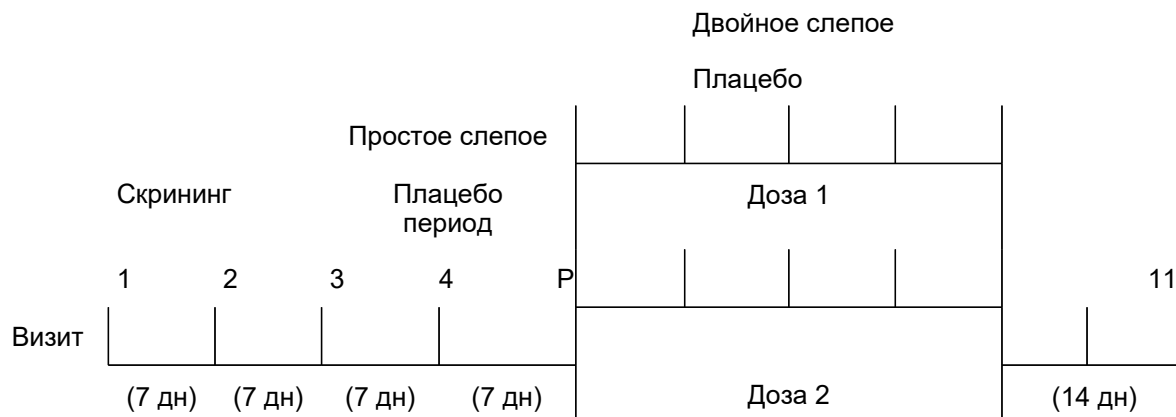 Двойное слепое
Плацебо
Простое слепое
Скрининг
Плацебо
период
Доза 1
1 2 3 4 Р 11
Визит
(7 дн) (7 дн) (7 дн) (7 дн) Доза 2 (14 дн)